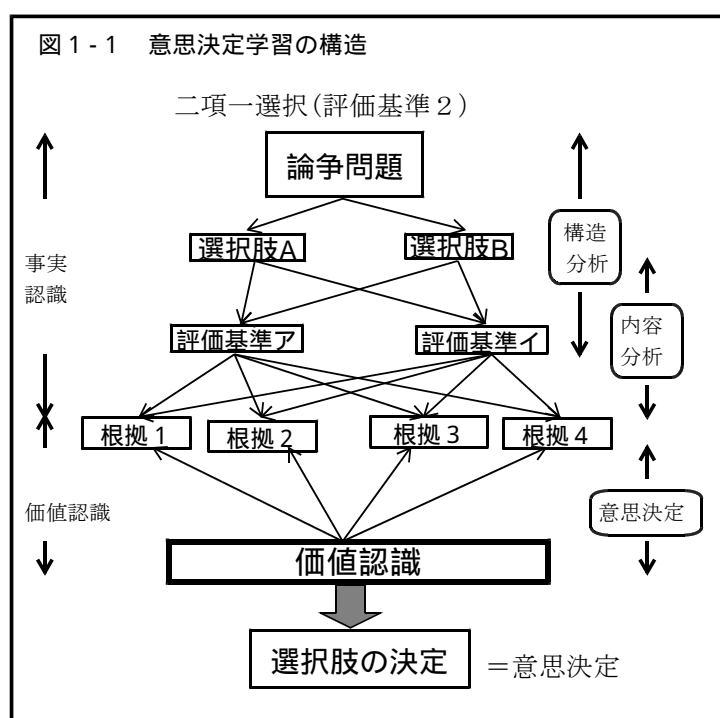 図1-1 意思決定学習の構造
二項一選択(評価基準2)
論争問題
選択肢A
選択肢B
構造
分析
事実
認識
内容
分析
評価基準ア
評価基準イ
根拠1
根拠2
根拠3
根拠4
価値認識
意思決定
価値認識
選択肢の決定
=意思決定